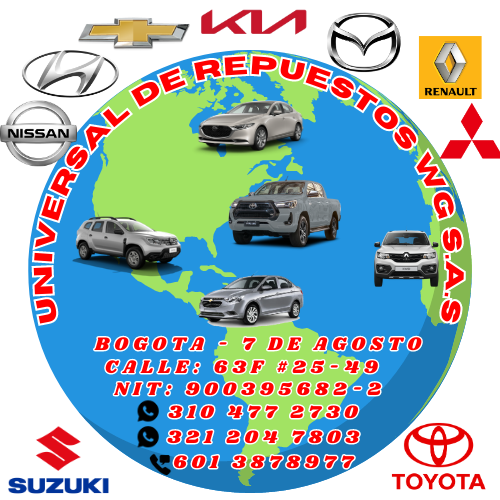 KIA
RENAULT
NISSAN
UNIVERSAL DE REPUESTOS WG S.A.S
BOGOTA - 7 DE AGOSTO
CALLE: 63F #25-49
NIT: 900395682-2
310 477 2730
321 204 7803
601 3878977
SUZUKI
TOYOTA